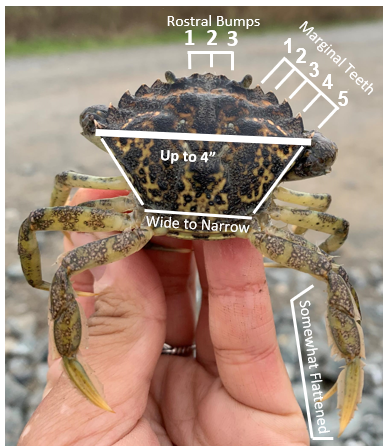 Rostral Bumps
1 2 3
Marginal Teeth
1
2
3
4
5
Up to 4”
Wide to Narrow
Somewhat Flattened